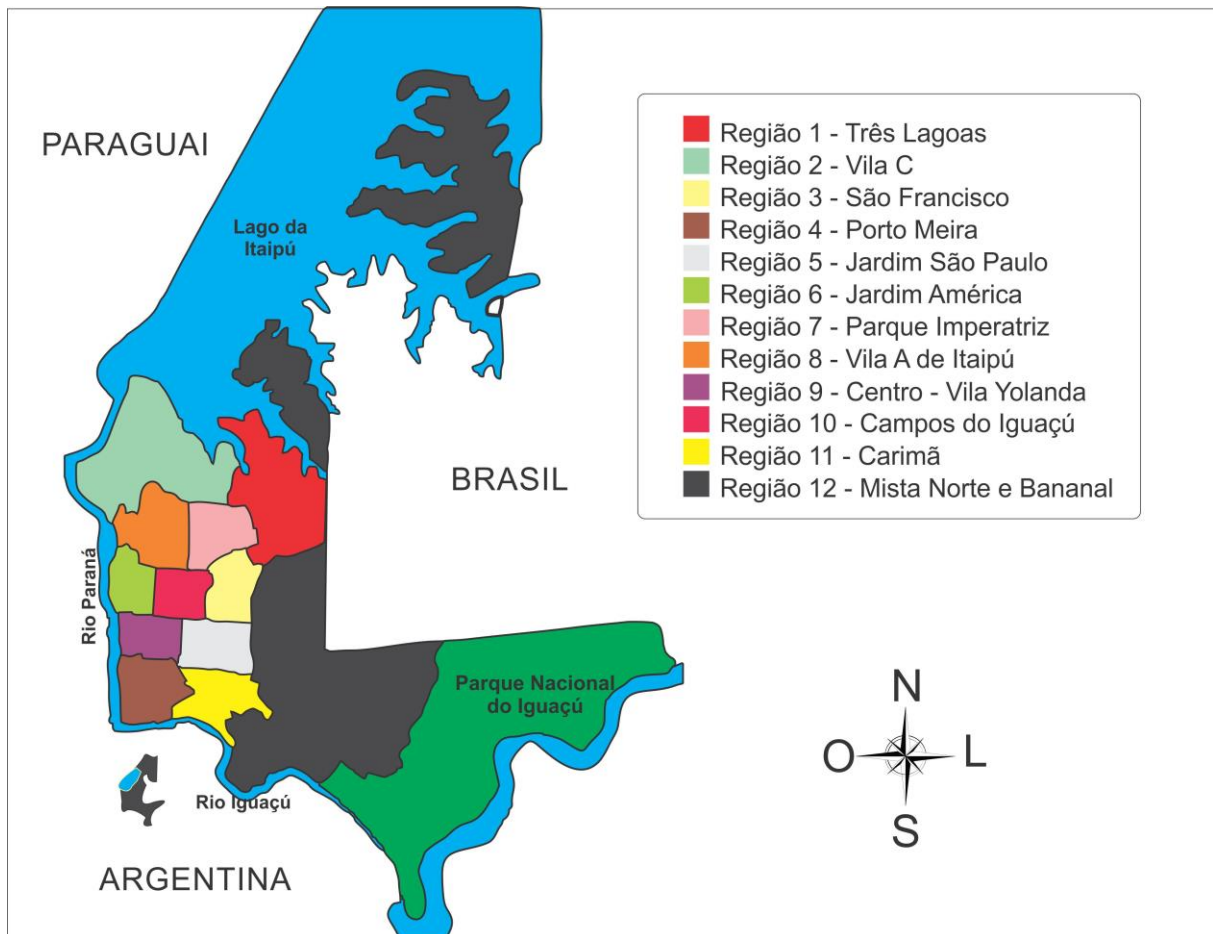 PARAGUAI
Lago da
Itaipú
Região 1 - Três Lagoas
Região 2 - Vila C
Região 3 - São Francisco
Região 4 - Porto Meira
Região 5 - Jardim São Paulo
Região 6 - Jardim América
Região 7 - Parque Imperatriz
Região 8 - Vila A de Itaipú
Região 9 - Centro - Vila Yolanda
Região 10 - Campos do Iguaçú
Região 11 - Carimã
Região 12 - Mista Norte e Bananal
BRASIL
Rio Paraná
Parque Nacional
do Iguaçú
Rio Iguaçú
ARGENTINA
N
O
L
S